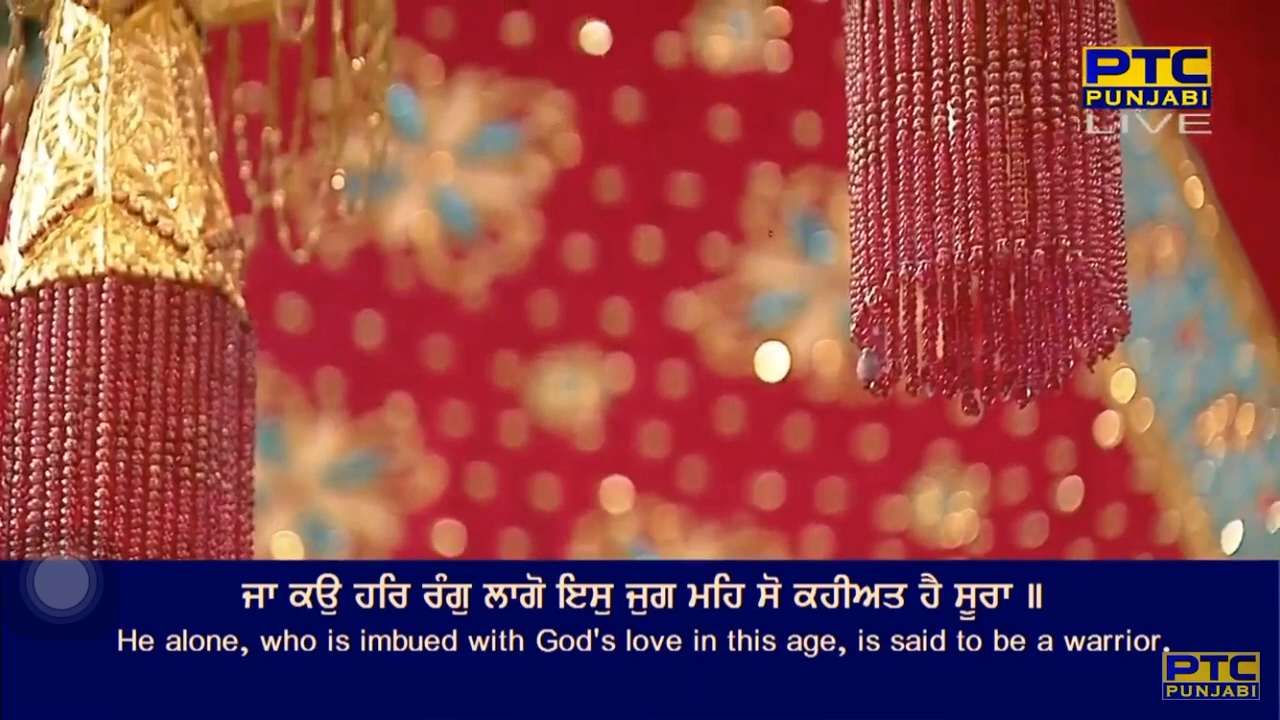 PTC
PUNJABI
LIVE
ਜਾ ਕਉ ਹਰਿ ਰੰਗੁ ਲਾਗੋ ਇਸੁ ਜੁਗ ਮਹਿ ਸੋ ਕਹੀਅਤ ਹੈ ਸੂਰਾ ॥
He alone, who is imbued with God's love in this age, is said to be a warrior.
PTC
PUNJABI